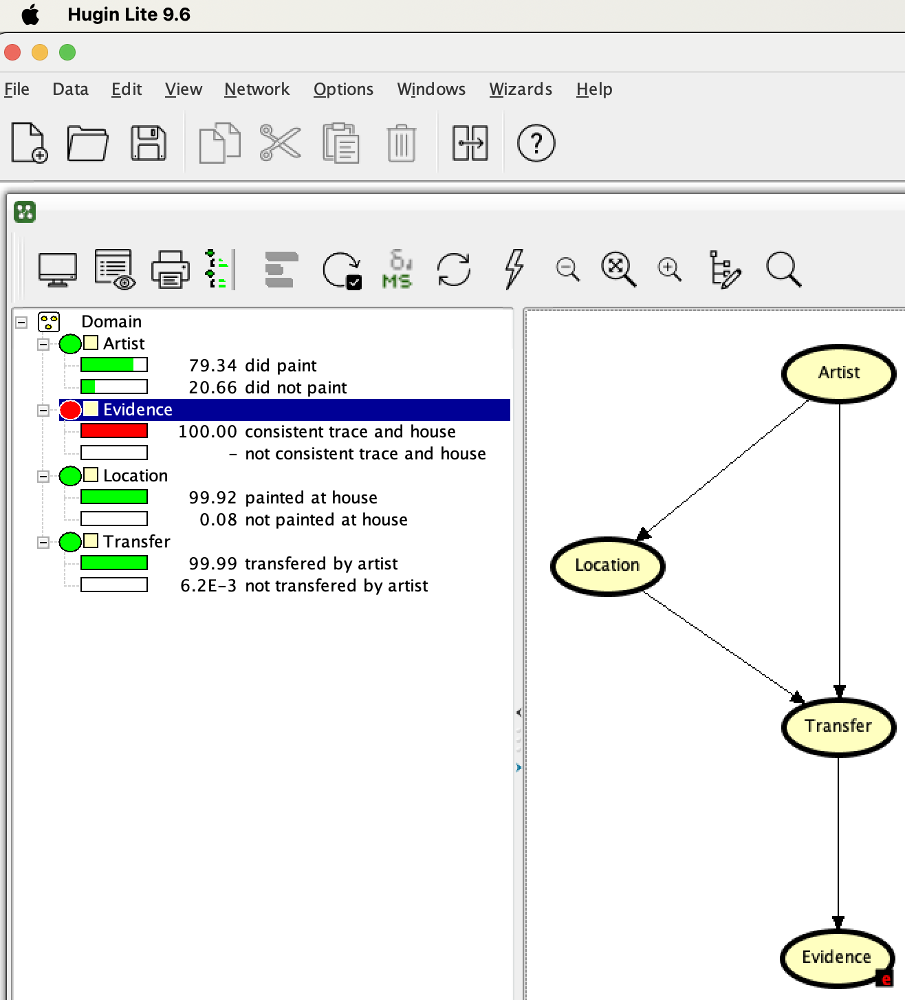 Hugin Lite 9.6
File Data Edit View Network Options Windows Wizards Help
?
δ
MS
Domain
Artist
79.34 did paint
20.66 did not paint
Evidence
100.00 consistent trace and house
– not consistent trace and house
Location
99.92 painted at house
0.08 not painted at house
Transfer
99.99 transfered by artist
6.2E–3 not transfered by artist
Artist
Location
Transfer
Evidence
e